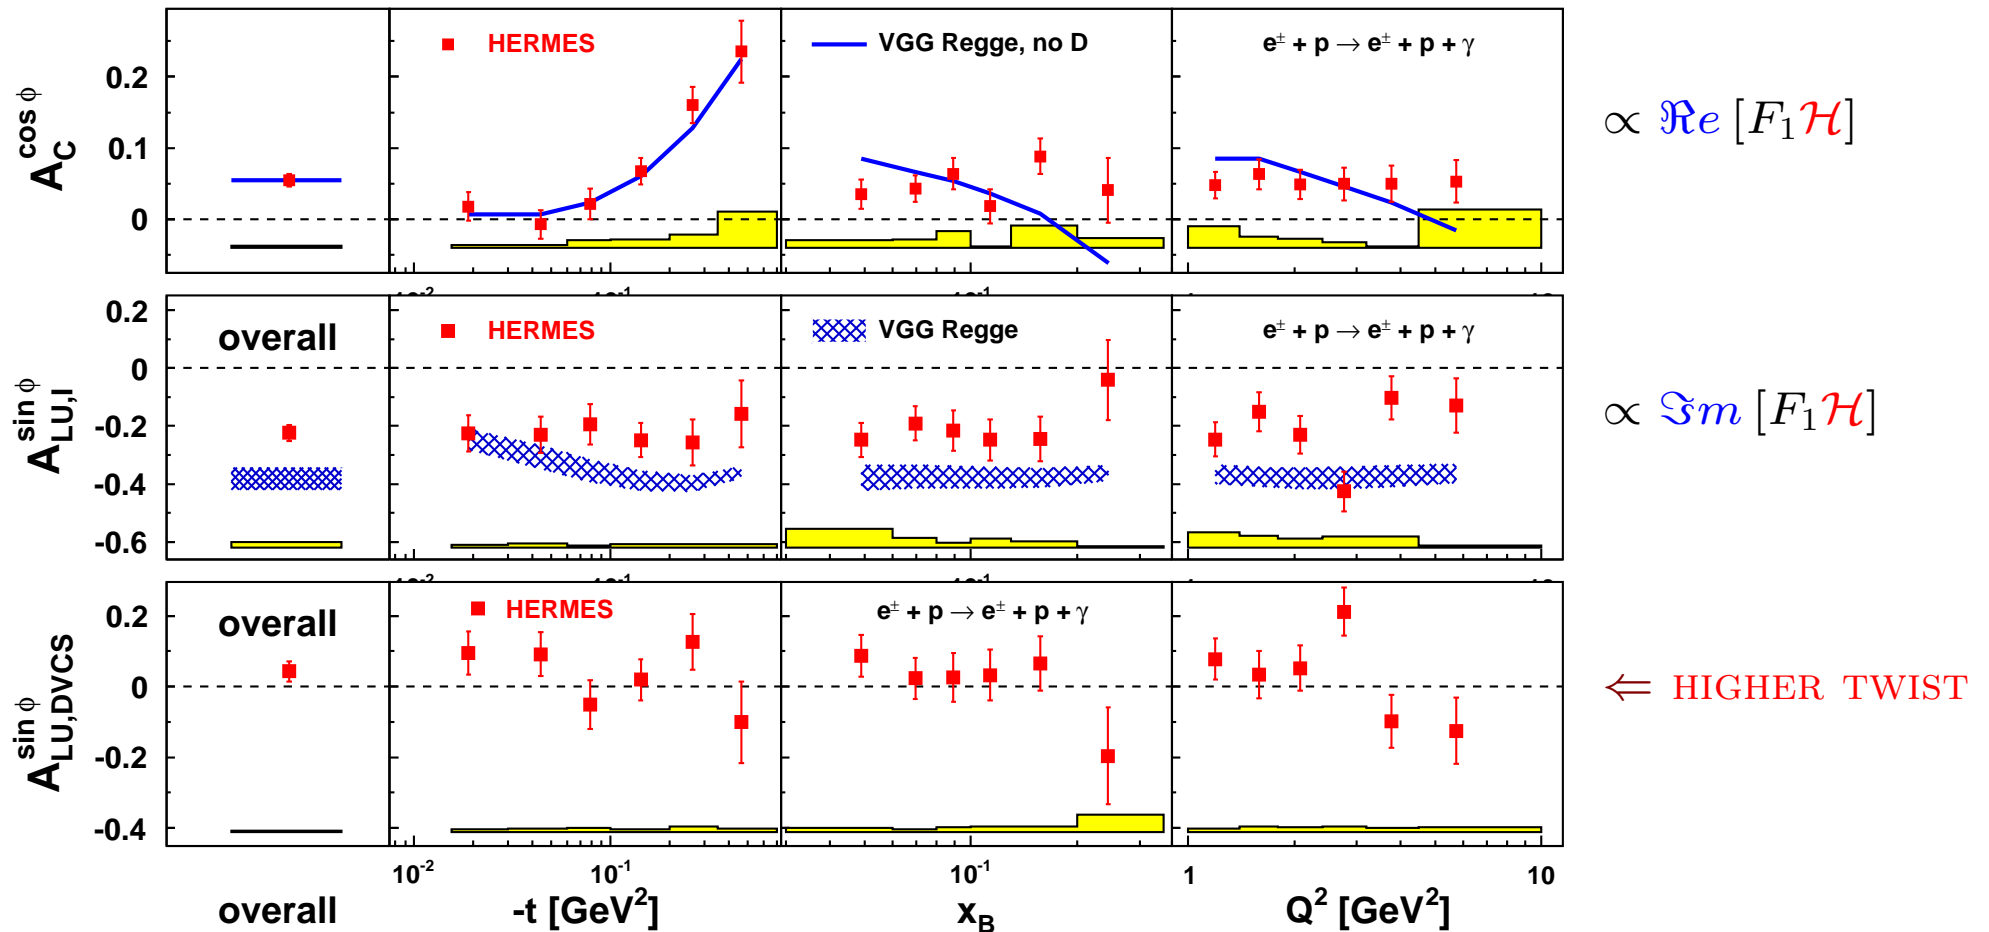 A_C^{cos ϕ}
0.2
0.1
0
HERMES
VGG Regge, no D
e± + p → e± + p + γ
∝ ℜe [F₁ℋ]
A_{LU,I}^{sin ϕ}
0.2
0
-0.2
-0.4
-0.6
overall
HERMES
VGG Regge
e± + p → e± + p + γ
∝ ℑm [F₁ℋ]
A_{LU,DVCS}^{sin ϕ}
0.2
0
-0.2
-0.4
overall
HERMES
e± + p → e± + p + γ
⇐ HIGHER TWIST
10⁻² 10⁻¹ 10⁻¹ 1 10
overall -t [GeV²] x_B Q² [GeV²]